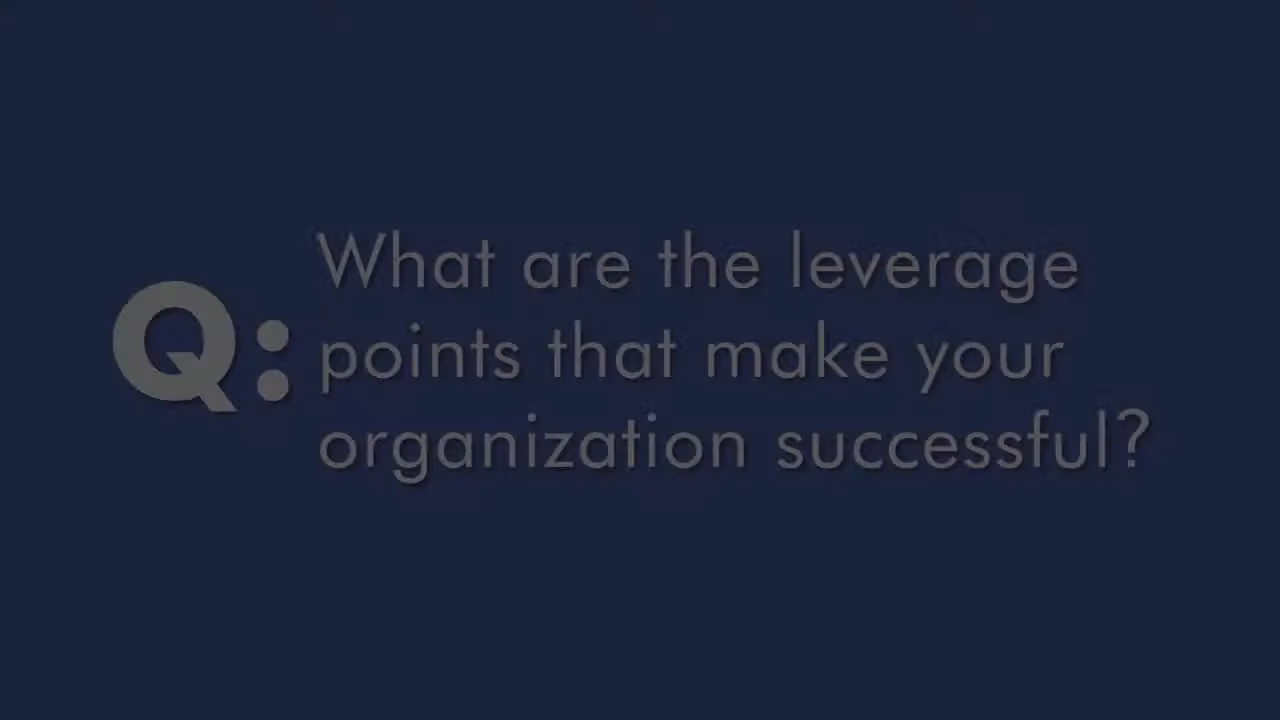 Q: What are the leverage
points that make your
organization successful?